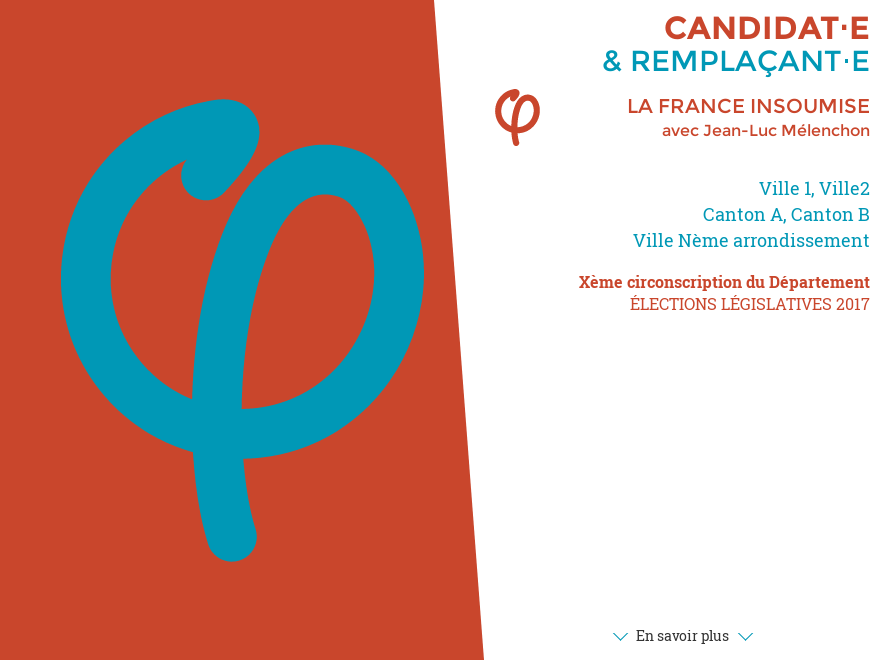 CANDIDAT·E
& REMPLAÇANT·E
LA FRANCE INSOUMISE
avec Jean-Luc Mélenchon
Ville 1, Ville2
Canton A, Canton B
Ville Nème arrondissement
Xème circonscription du Département
ÉLECTIONS LÉGISLATIVES 2017
En savoir plus